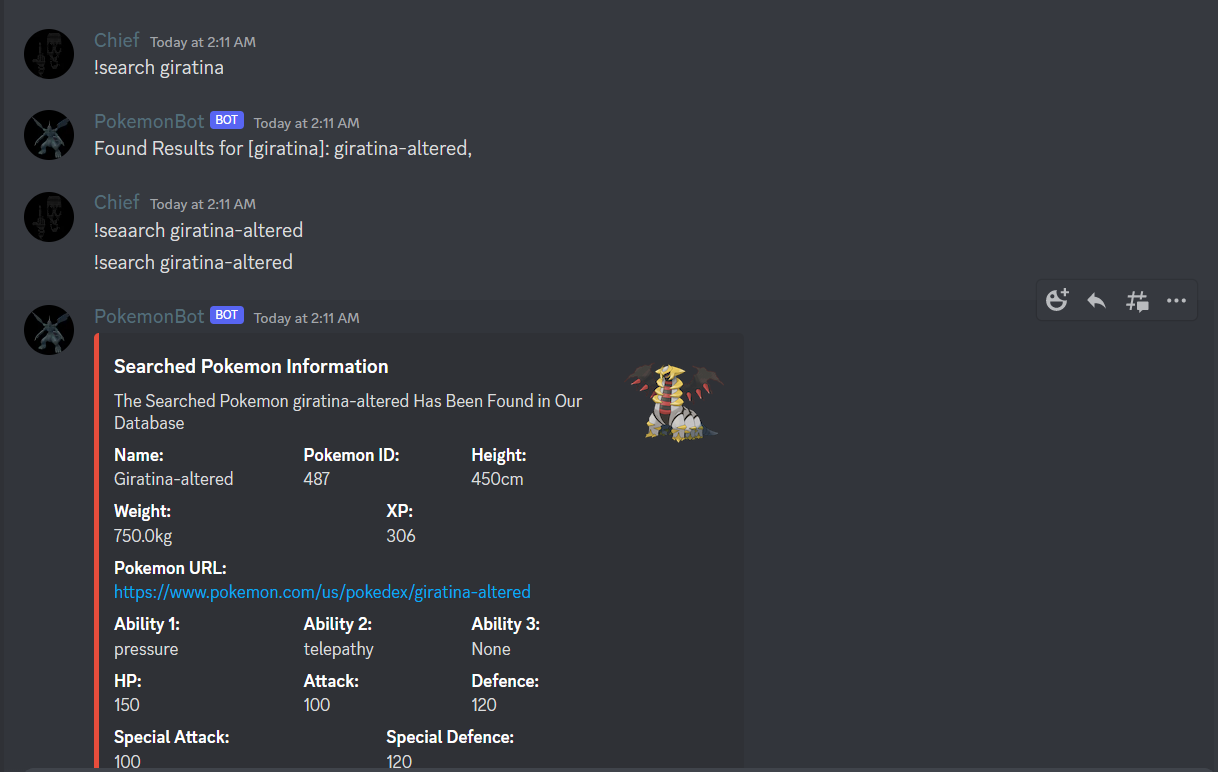 Chief Today at 2:11 AM
!search giratina
PokemonBot BOT Today at 2:11 AM
Found Results for [giratina]: giratina-altered,
Chief Today at 2:11 AM
!seaarch giratina-altered
!search giratina-altered
PokemonBot BOT Today at 2:11 AM
Searched Pokemon Information
The Searched Pokemon giratina-altered Has Been Found in Our
Database
Name: Pokemon ID: Height:
Giratina-altered 487 450cm
Weight: XP:
750.0kg 306
Pokemon URL:
https://www.pokemon.com/us/pokedex/giratina-altered
Ability 1: Ability 2: Ability 3:
pressure telepathy None
HP: Attack: Defence:
150 100 120
Special Attack: Special Defence:
100 120